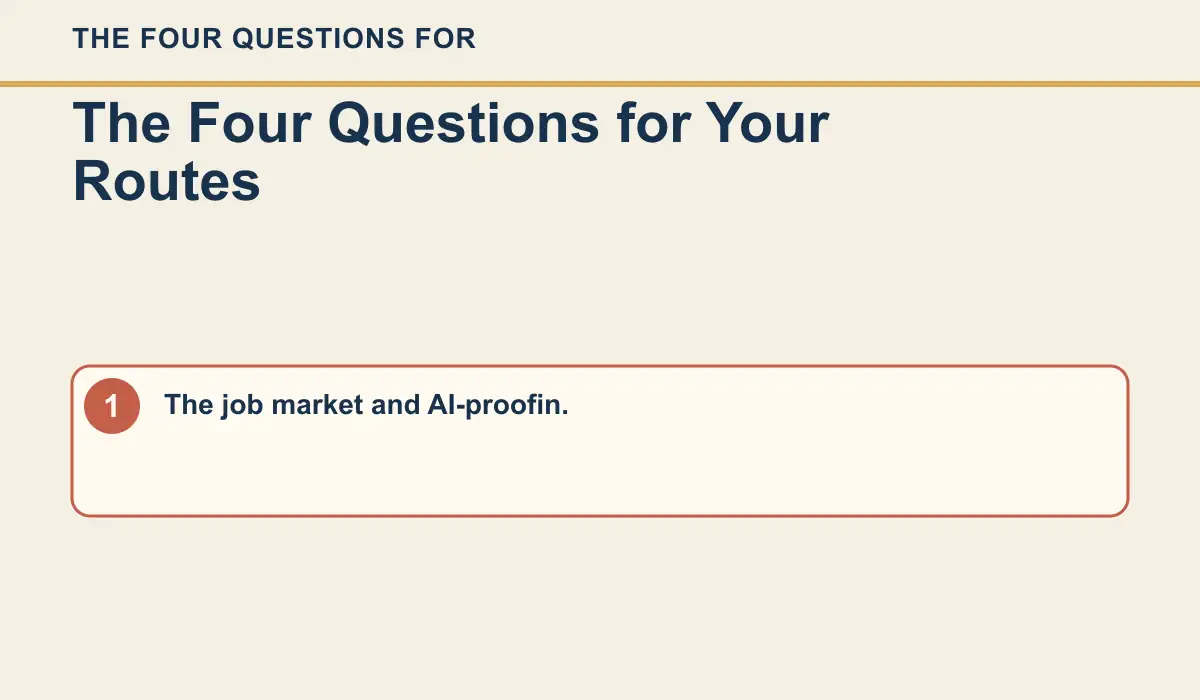 THE FOUR QUESTIONS FOR
The Four Questions for Your
Routes
1
The job market and AI-proofin.